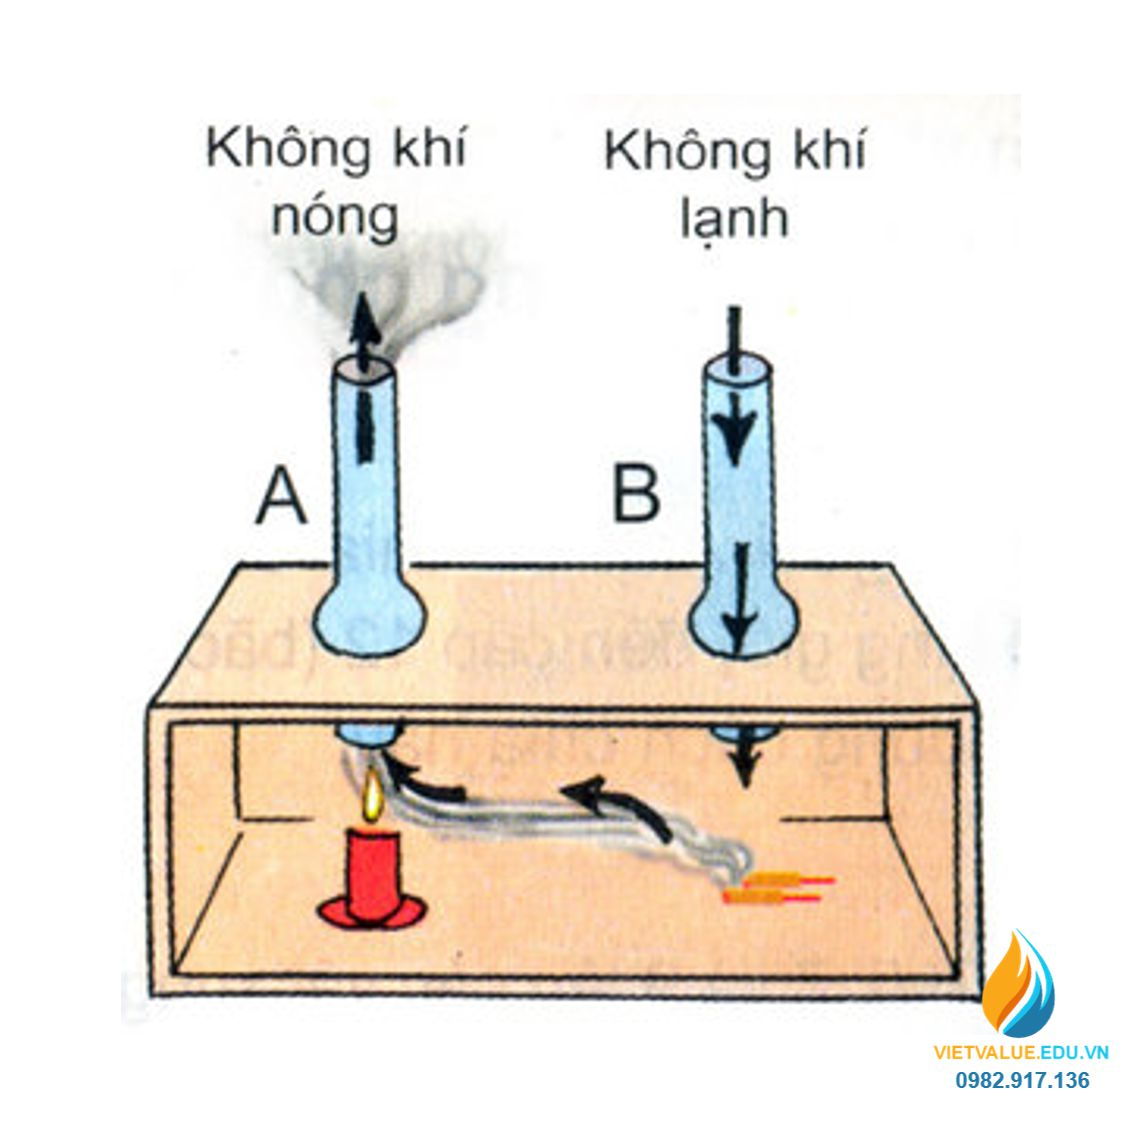 Không khí
nóng
Không khí
lạnh
A
B
VIETVALUE.EDU.VN
0982.917.136